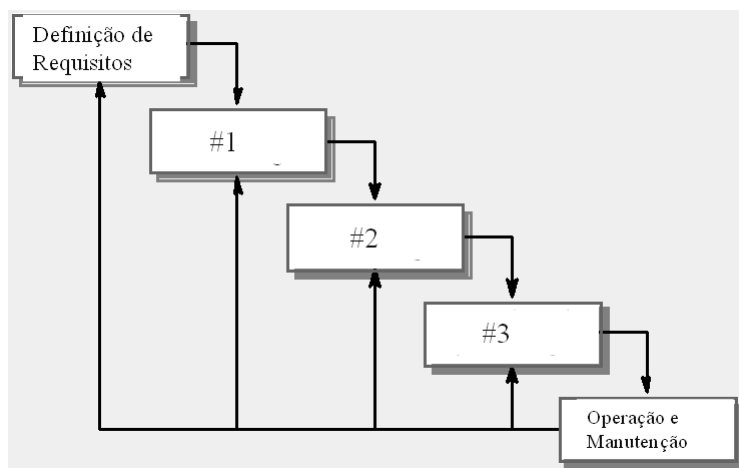 Definição de
Requisitos
#1
#2
#3
Operação e
Manutenção